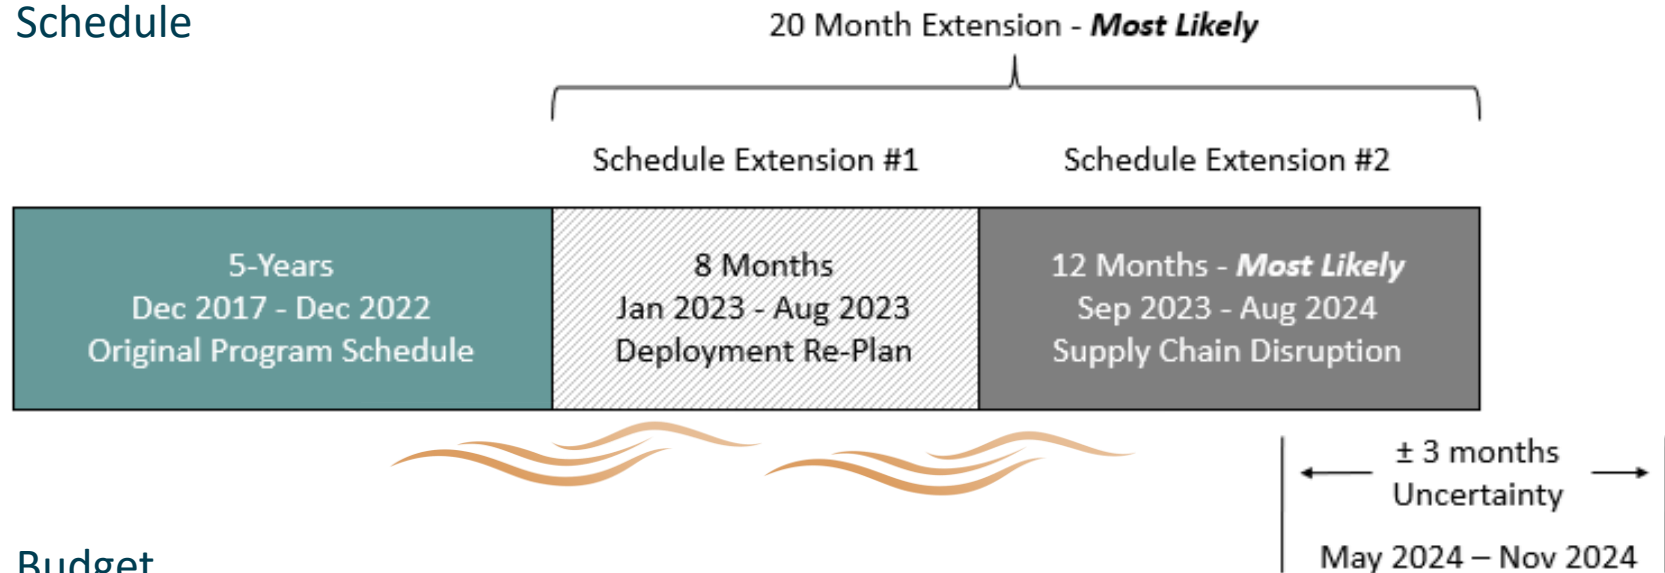 Schedule
20 Month Extension - Most Likely
Schedule Extension #1
Schedule Extension #2
5-Years
Dec 2017 - Dec 2022
Original Program Schedule
8 Months
Jan 2023 - Aug 2023
Deployment Re-Plan
12 Months - Most Likely
Sep 2023 - Aug 2024
Supply Chain Disruption
± 3 months
Uncertainty
May 2024 – Nov 2024
Budget